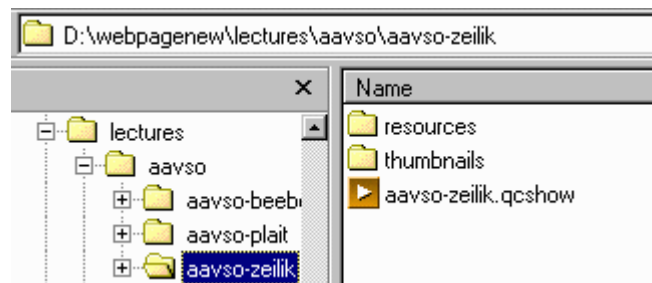 D:\webpagenew\lectures\aavso\aavso-zeilik
Name
lectures
aavso
aavso-plait
aavso-zeilik
resources
thumbnails
aavso-zeilik.qcshow